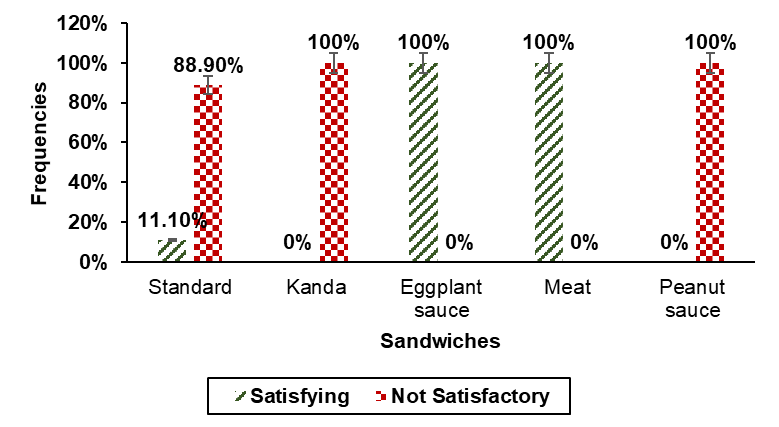 120%
100%
80%
60%
40%
20%
0%
Frequencies
11.10%
88.90%
0%
100%
100%
0%
100%
0%
0%
100%
Standard
Kanda
Eggplant
sauce
Meat
Peanut
sauce
Sandwiches
Satisfying
Not Satisfactory